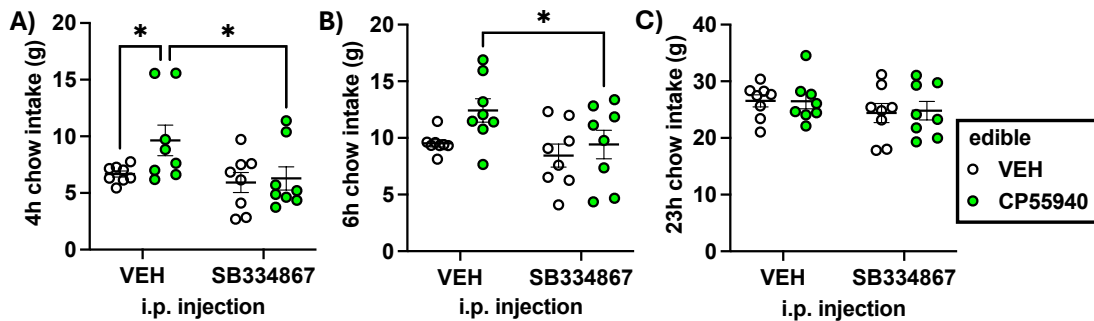 A)
4h chow intake (g)
20
15
10
5
0
*
*
VEH
SB334867
i.p. injection
B)
6h chow intake (g)
20
15
10
5
0
*
VEH
SB334867
i.p. injection
C)
23h chow intake (g)
40
30
20
10
0
VEH
SB334867
i.p. injection
edible
VEH
CP55940